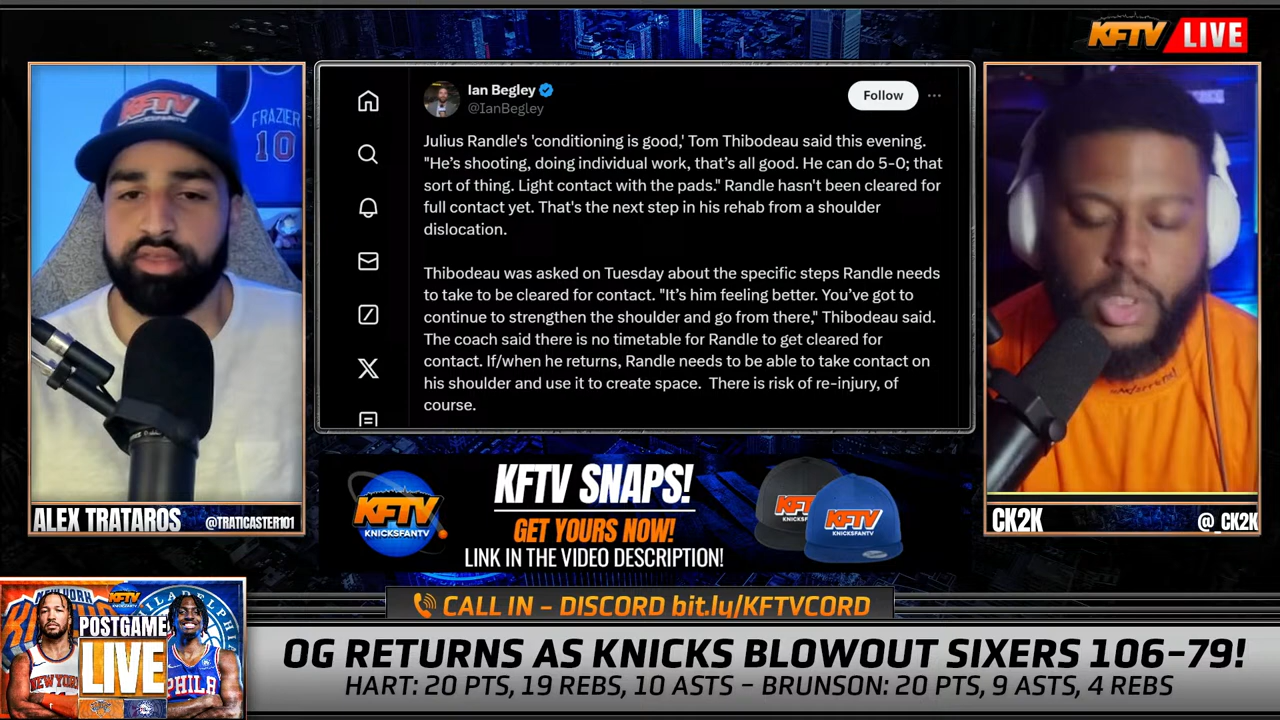 KFTV LIVE
KFTV
FRAZIER
10
Ian Begley
@IanBegley
Follow
Julius Randle's 'conditioning is good,' Tom Thibodeau said this evening.
"He's shooting, doing individual work, that's all good. He can do 5-0; that
sort of thing. Light contact with the pads." Randle hasn't been cleared for
full contact yet. That's the next step in his rehab from a shoulder
dislocation.
Thibodeau was asked on Tuesday about the specific steps Randle needs
to take to be cleared for contact. "It's him feeling better. You've got to
continue to strengthen the shoulder and go from there," Thibodeau said.
The coach said there is no timetable for Randle to get cleared for
contact. If/when he returns, Randle needs to be able to take contact on
his shoulder and use it to create space. There is risk of re-injury, of
course.
ALEX TRATAROS @TRATICASTER101
CK2K @_CK2K
KFTV
KNICKSFANTV
KFTV SNAPS!
GET YOURS NOW!
LINK IN THE VIDEO DESCRIPTION!
KFTV
CALL IN - DISCORD bit.ly/KFTVCORD
NEW YORK
KFTV
POSTGAME
LIVE
NEW YORK
PHILA
OG RETURNS AS KNICKS BLOWOUT SIXERS 106-79!
HART: 20 PTS, 19 REBS, 10 ASTS - BRUNSON: 20 PTS, 9 ASTS, 4 REBS